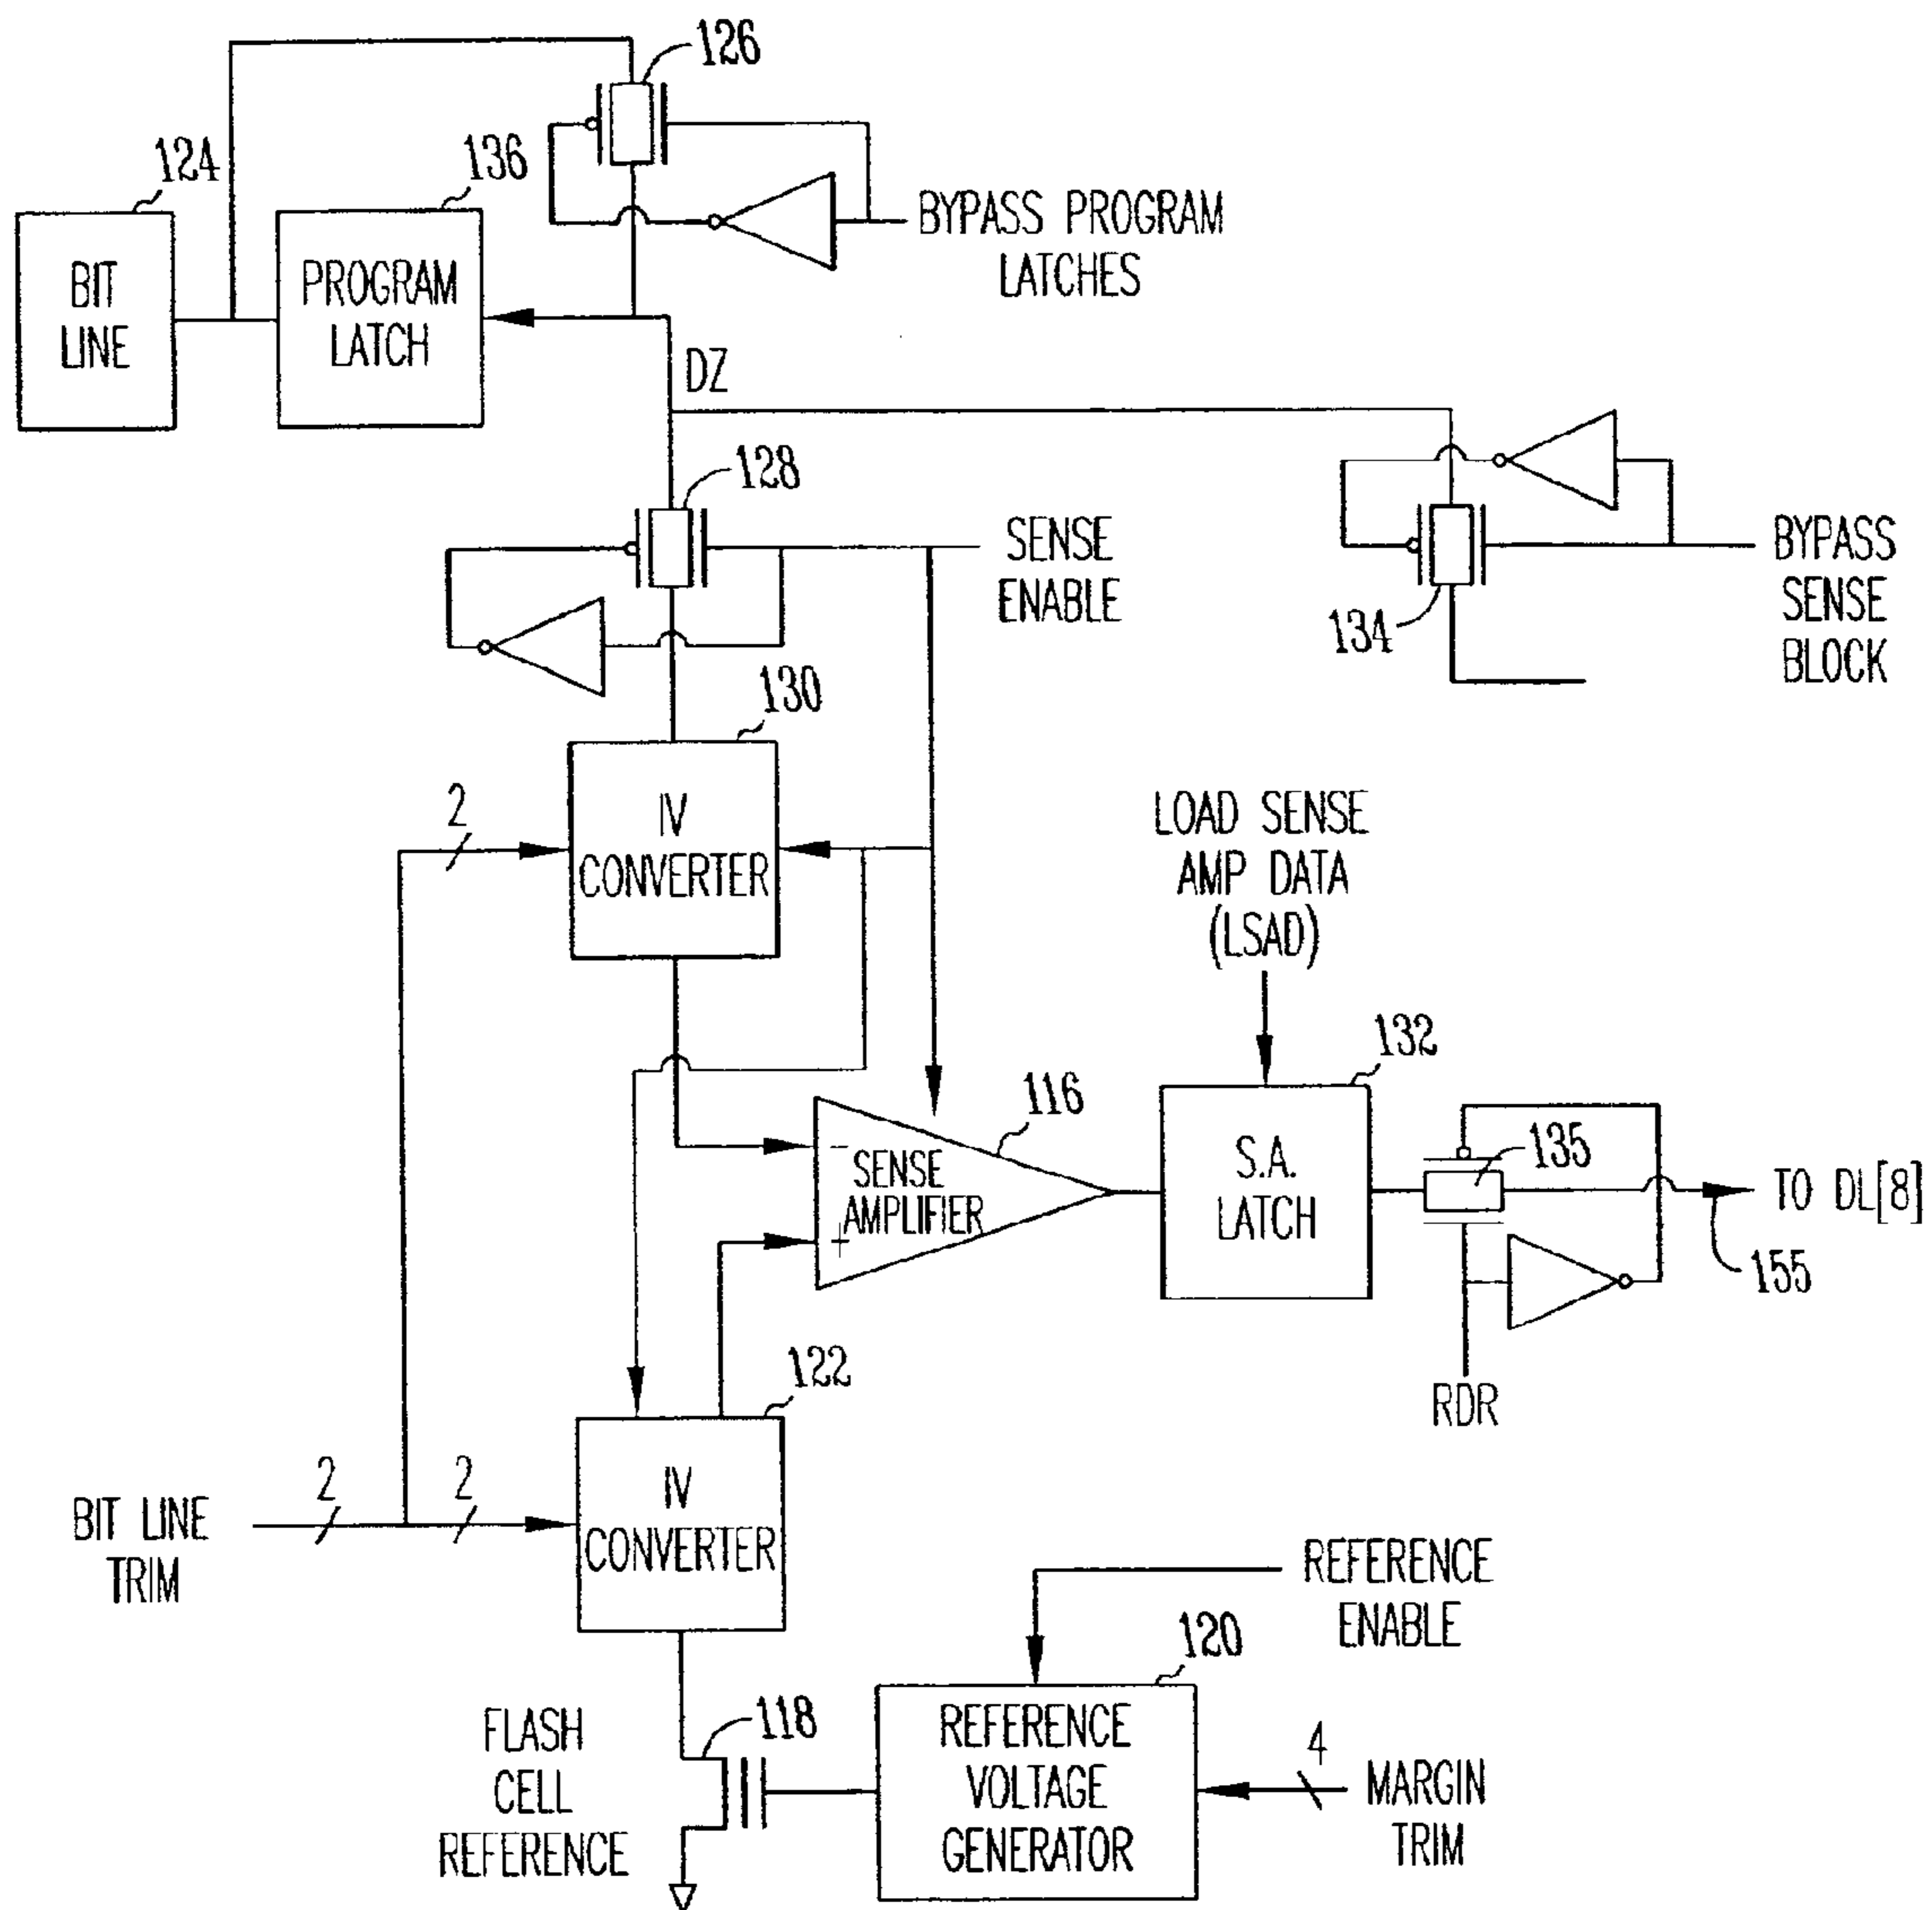 126
124
136
BIT
LINE
PROGRAM
LATCH
BYPASS PROGRAM
LATCHES
DZ
128
SENSE
ENABLE
134
BYPASS
SENSE
BLOCK
130
2
IV
CONVERTER
LOAD SENSE
AMP DATA
(LSAD)
132
116
-
SENSE
AMPLIFIER
+
S.A.
LATCH
135
TO DL[8]
155
RDR
122
2
2
BIT LINE
TRIM
IV
CONVERTER
REFERENCE
ENABLE
120
118
FLASH
CELL
REFERENCE
REFERENCE
VOLTAGE
GENERATOR
4
MARGIN
TRIM